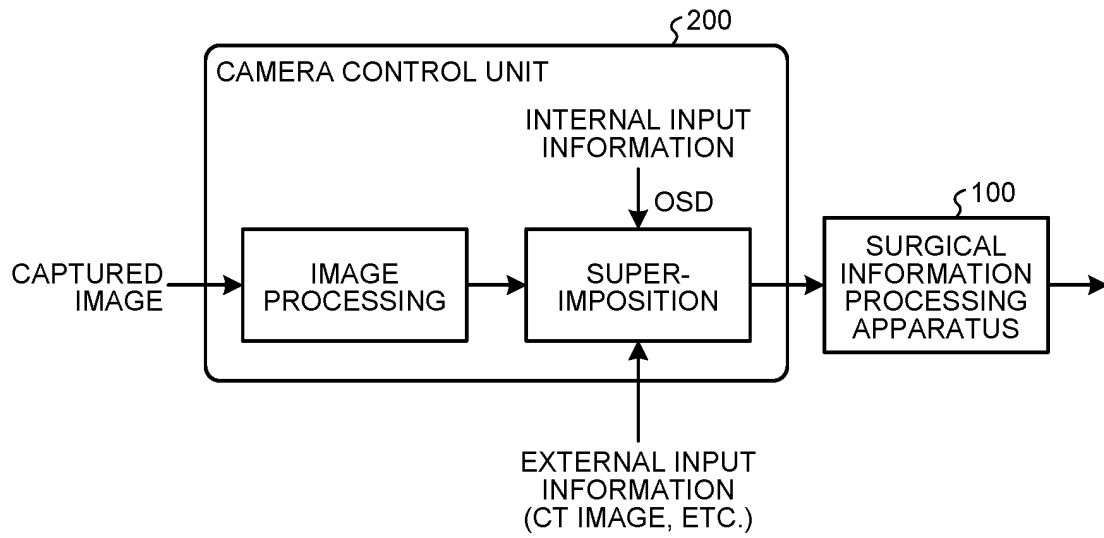 200
CAMERA CONTROL UNIT
INTERNAL INPUT
INFORMATION
OSD
100
CAPTURED
IMAGE
IMAGE
PROCESSING
SUPER-
IMPOSITION
SURGICAL
INFORMATION
PROCESSING
APPARATUS
EXTERNAL INPUT
INFORMATION
(CT IMAGE, ETC.)